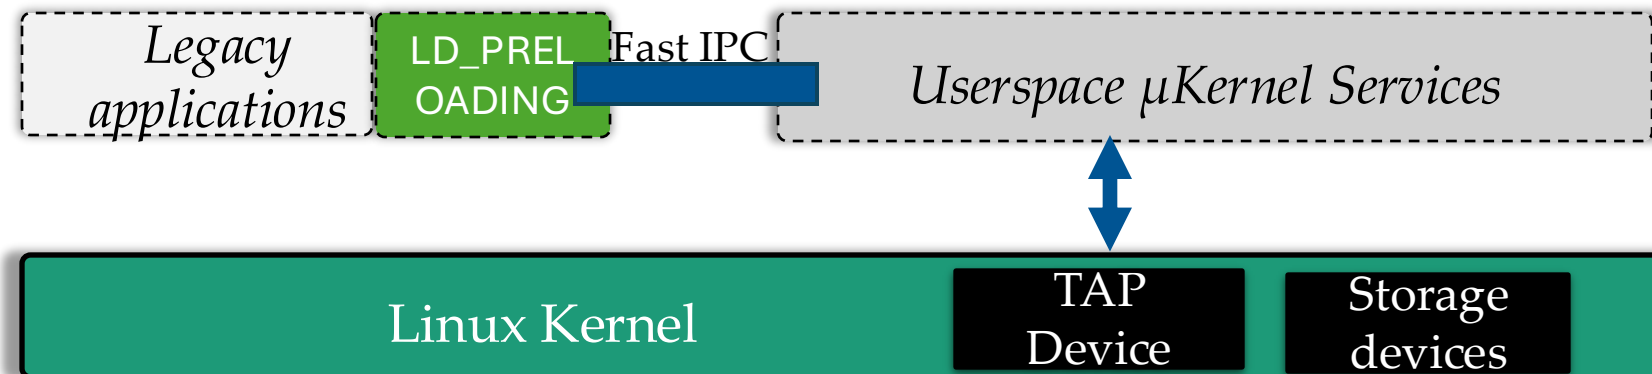 Legacy
applications
LD_PREL
OADING
Fast IPC
Userspace µKernel Services
Linux Kernel
TAP
Device
Storage
devices